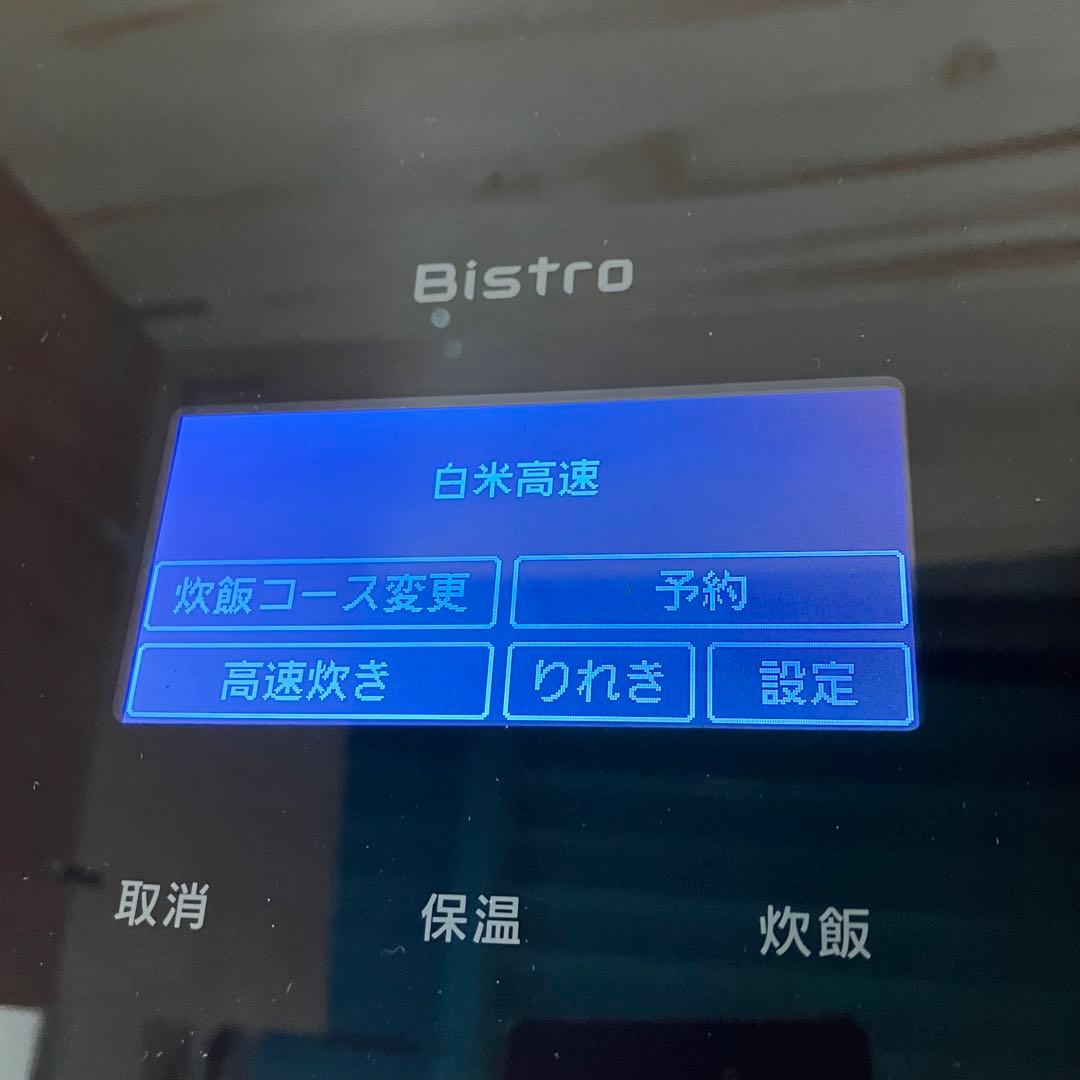 Bistro
白米高速
炊飯コース変更 予約
高速炊き りれき 設定
取消 保温 炊飯